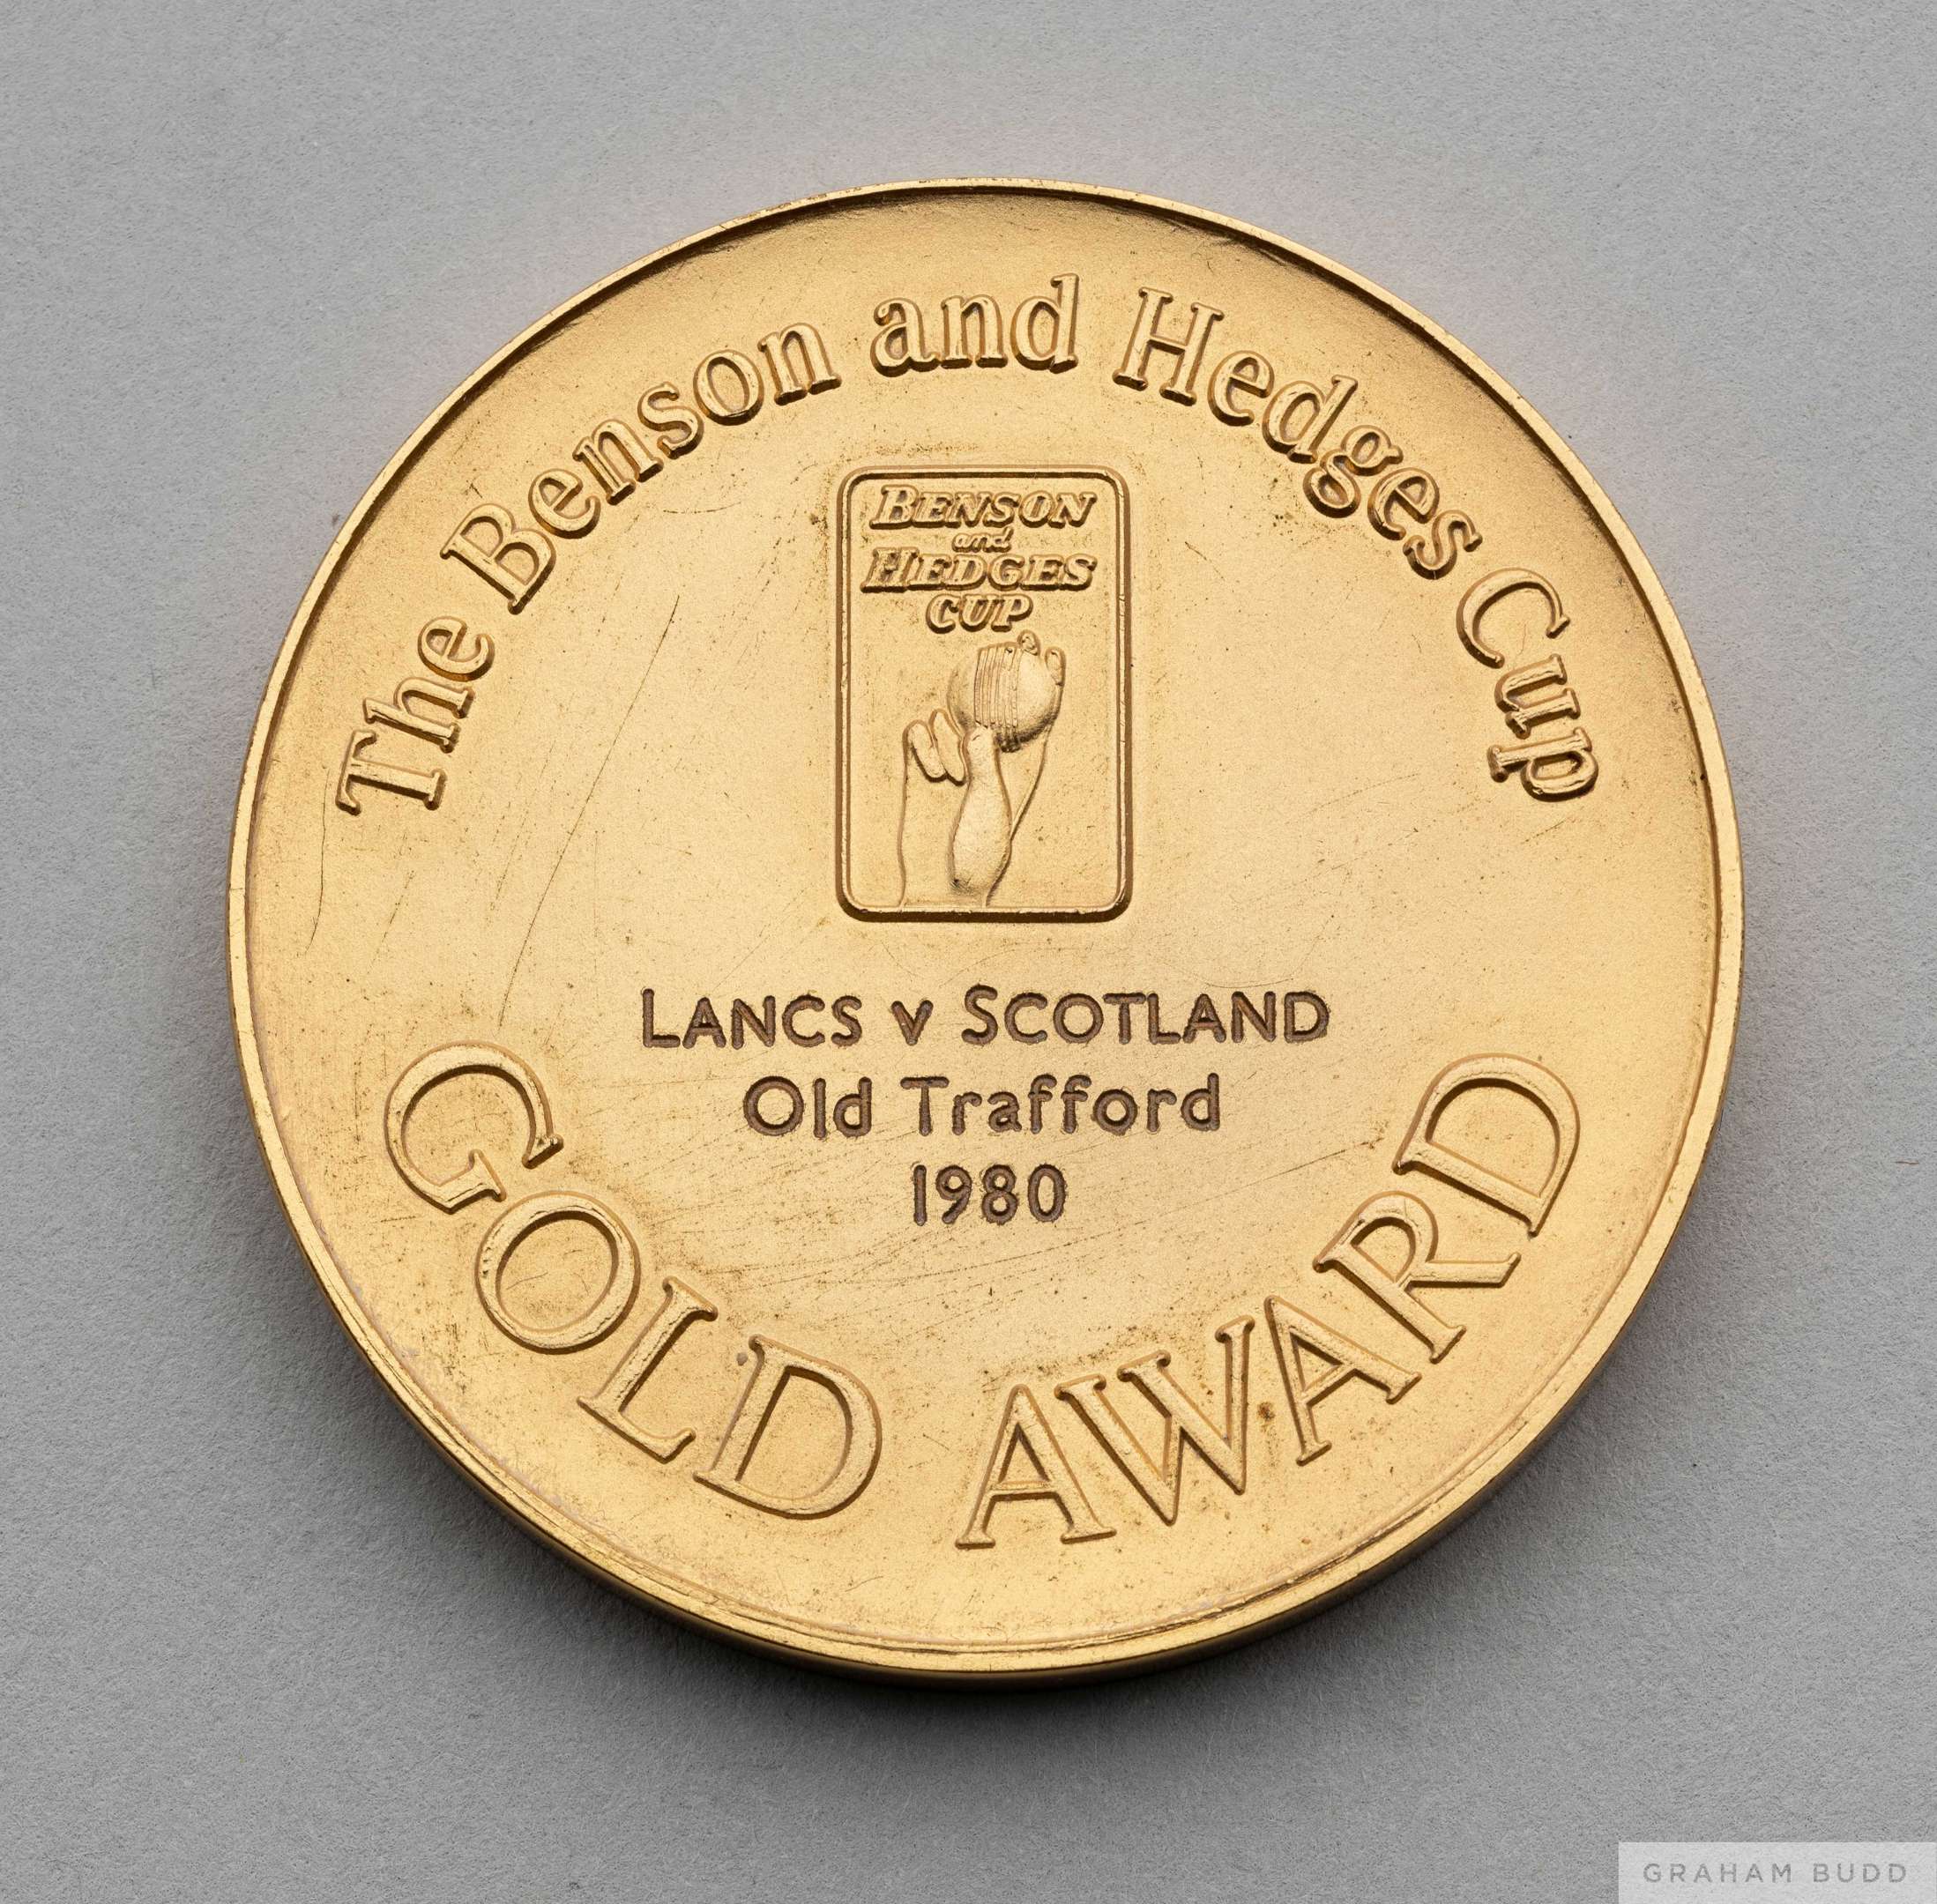 The Benson and Hedges Cup
BENSON
and
HEDGES
CUP
LANCS v SCOTLAND
Old Trafford
1980
GOLD AWARD
GRAHAM BUDD